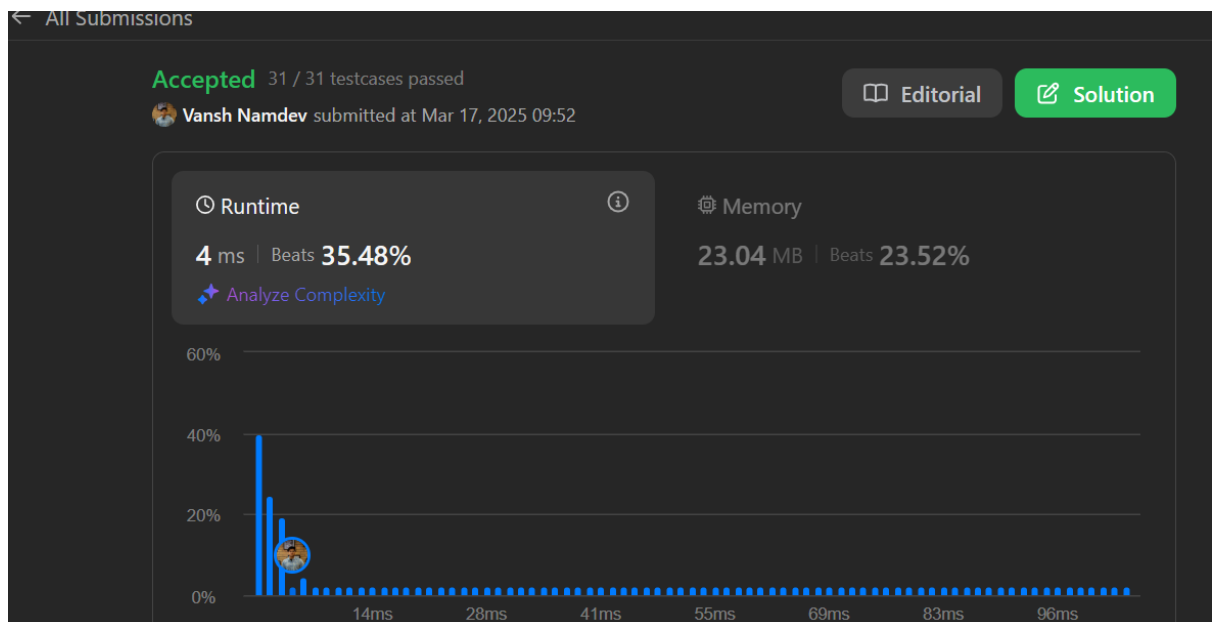 ← All Submissions
Accepted 31 / 31 testcases passed
Vansh Namdev submitted at Mar 17, 2025 09:52
Editorial
Solution
Runtime
4 ms | Beats 35.48%
Analyze Complexity
Memory
23.04 MB | Beats 23.52%
60%
40%
20%
0%
14ms 28ms 41ms 55ms 69ms 83ms 96ms